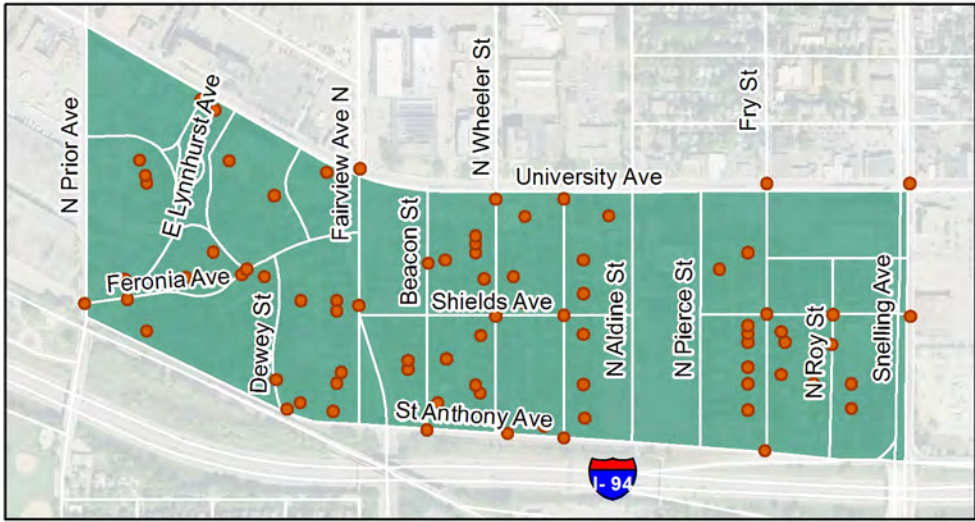 N Prior Ave
E Lynnhurst Ave
Fairview Ave N
N Wheeler St
Fry St
University Ave
Beacon St
Feronia Ave
Shields Ave
Dewey St
N Aldine St
N Pierce St
N Roy St
Snelling Ave
St Anthony Ave
I- 94